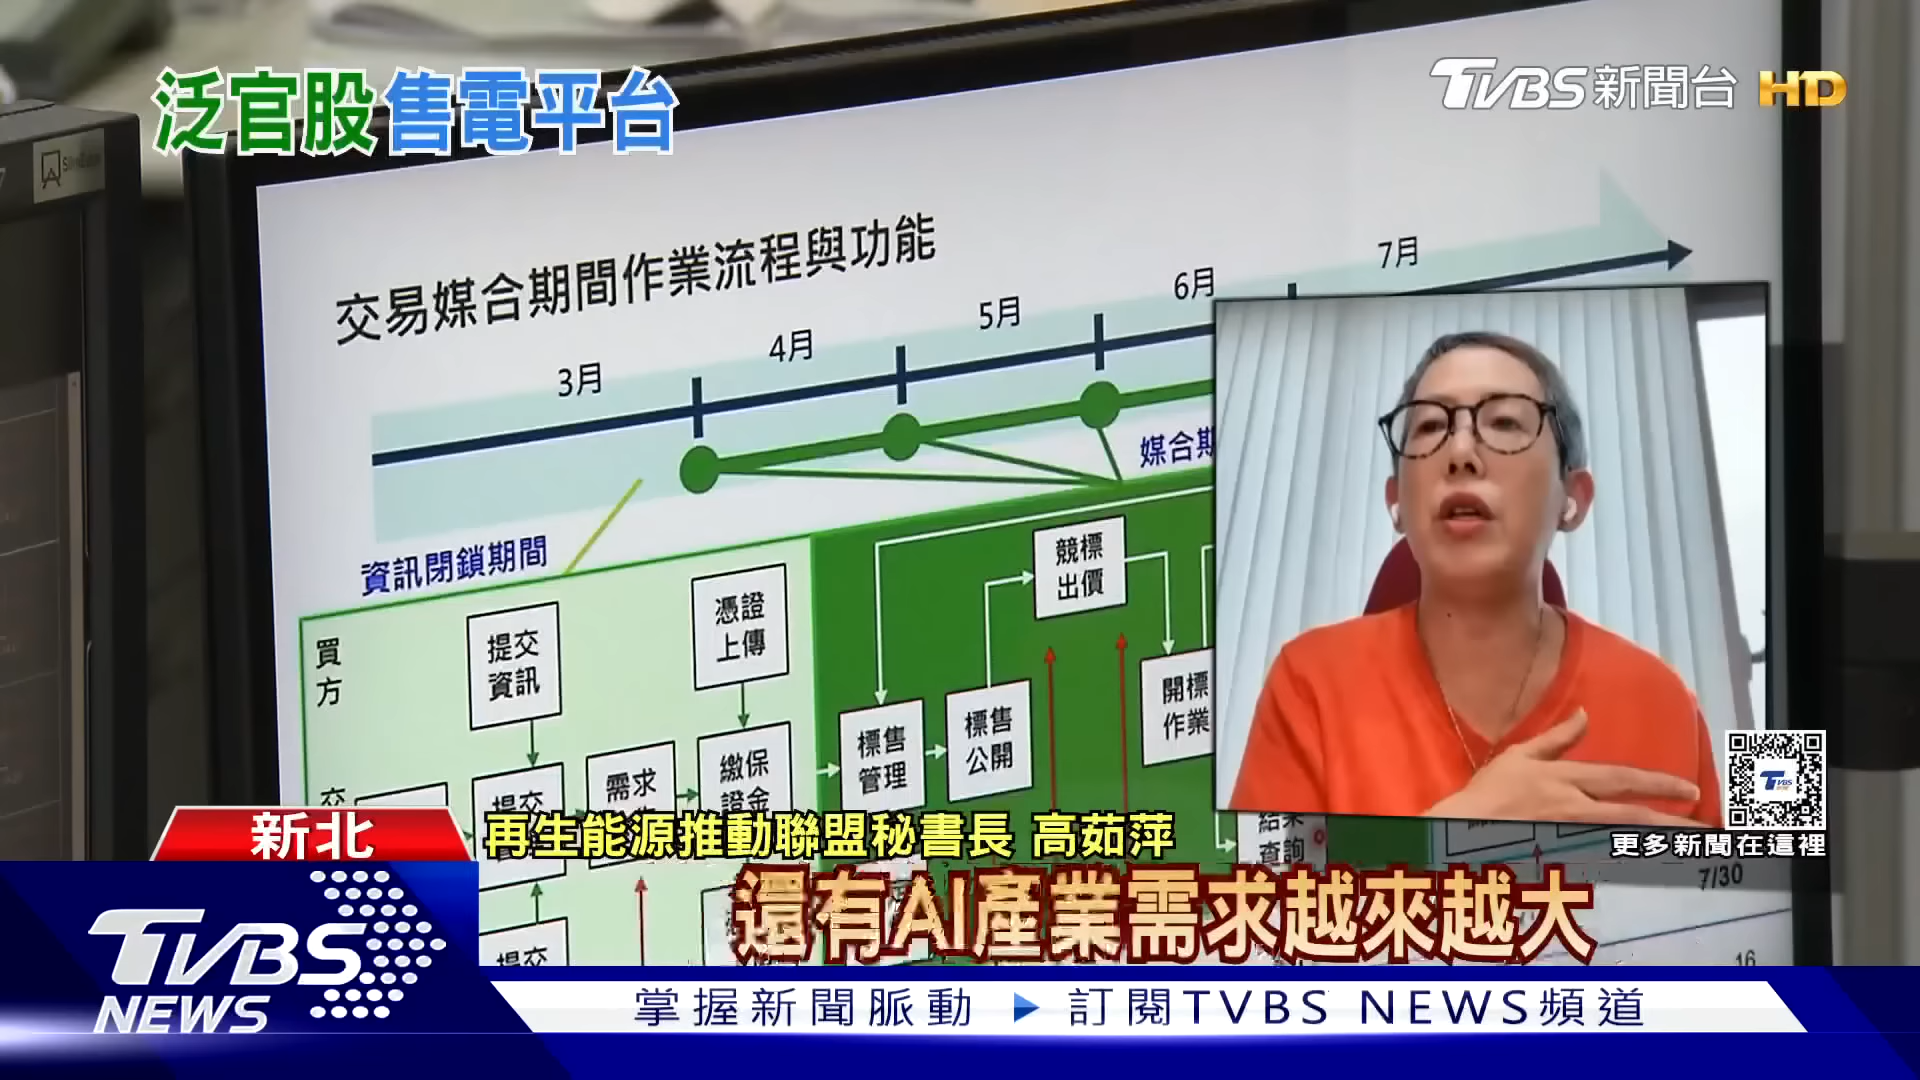 泛官股售電平台
TVBS新聞台 HD
交易媒合期間作業流程與功能
3月
4月
5月
6月
7月
資訊閉鎖期間
媒合期
買方
提交
資訊
憑證
上傳
競標
出價
開標
作業
標售
管理
標售
公開
繳保
證金
需求
提交
交
結果
查詢
提交
7/30
16
TVBS
更多新聞在這裡
新北
再生能源推動聯盟秘書長 高茹萍
還有AI產業需求越來越大
TVBS
NEWS
掌握新聞脈動 ▶ 訂閱TVBS NEWS頻道